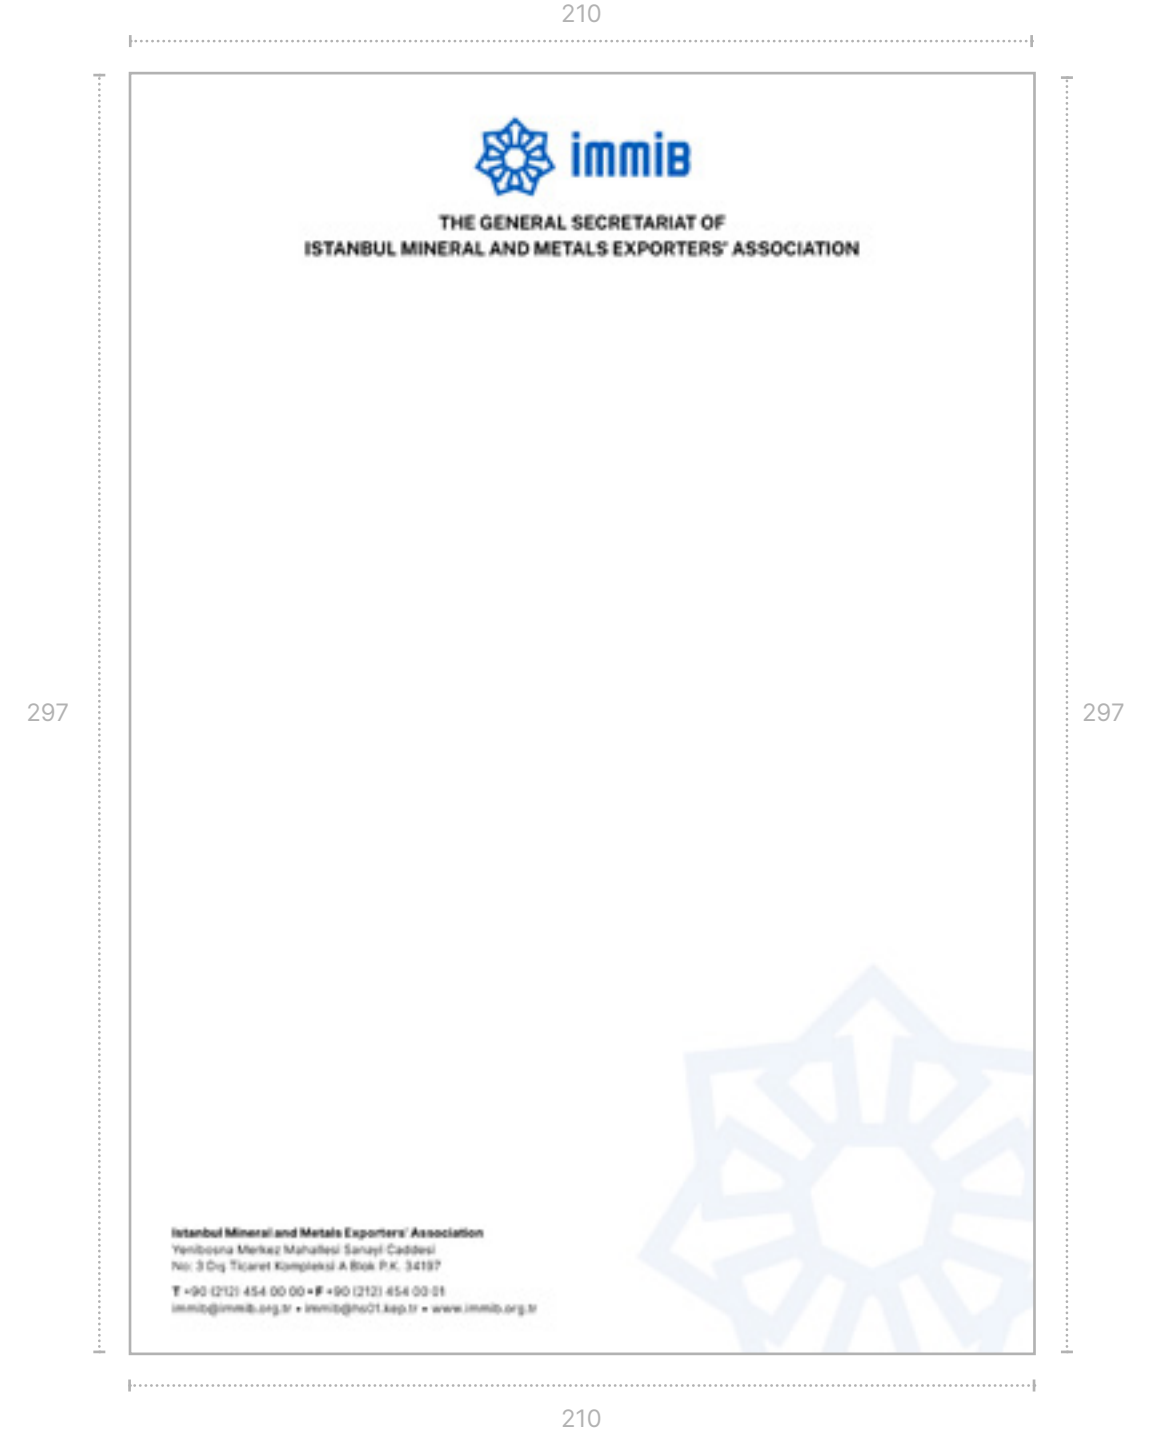 210
immiB
THE GENERAL SECRETARIAT OF
ISTANBUL MINERAL AND METALS EXPORTERS' ASSOCIATION
297
297
Istanbul Mineral and Metals Exporters' Association
Yenibosna Merkez Mahallesi Sanayi Caddesi
No: 3 Dış Ticaret Kompleksi A Blok P.K. 34197
T +90 (212) 454 00 00 • F +90 (212) 454 00 01
immib@immib.org.tr • immib@hs01.kep.tr • www.immib.org.tr
210